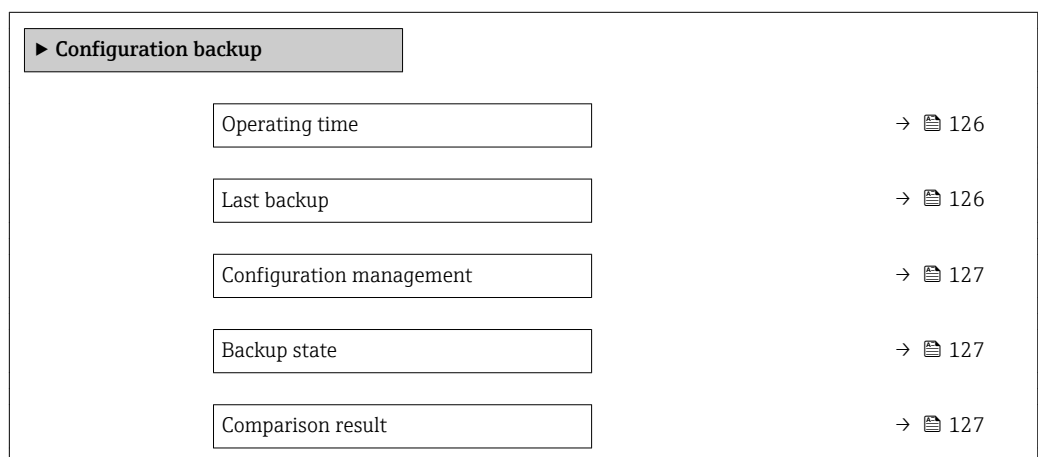 ▶ Configuration backup
Operating time → 126
Last backup → 126
Configuration management → 127
Backup state → 127
Comparison result → 127